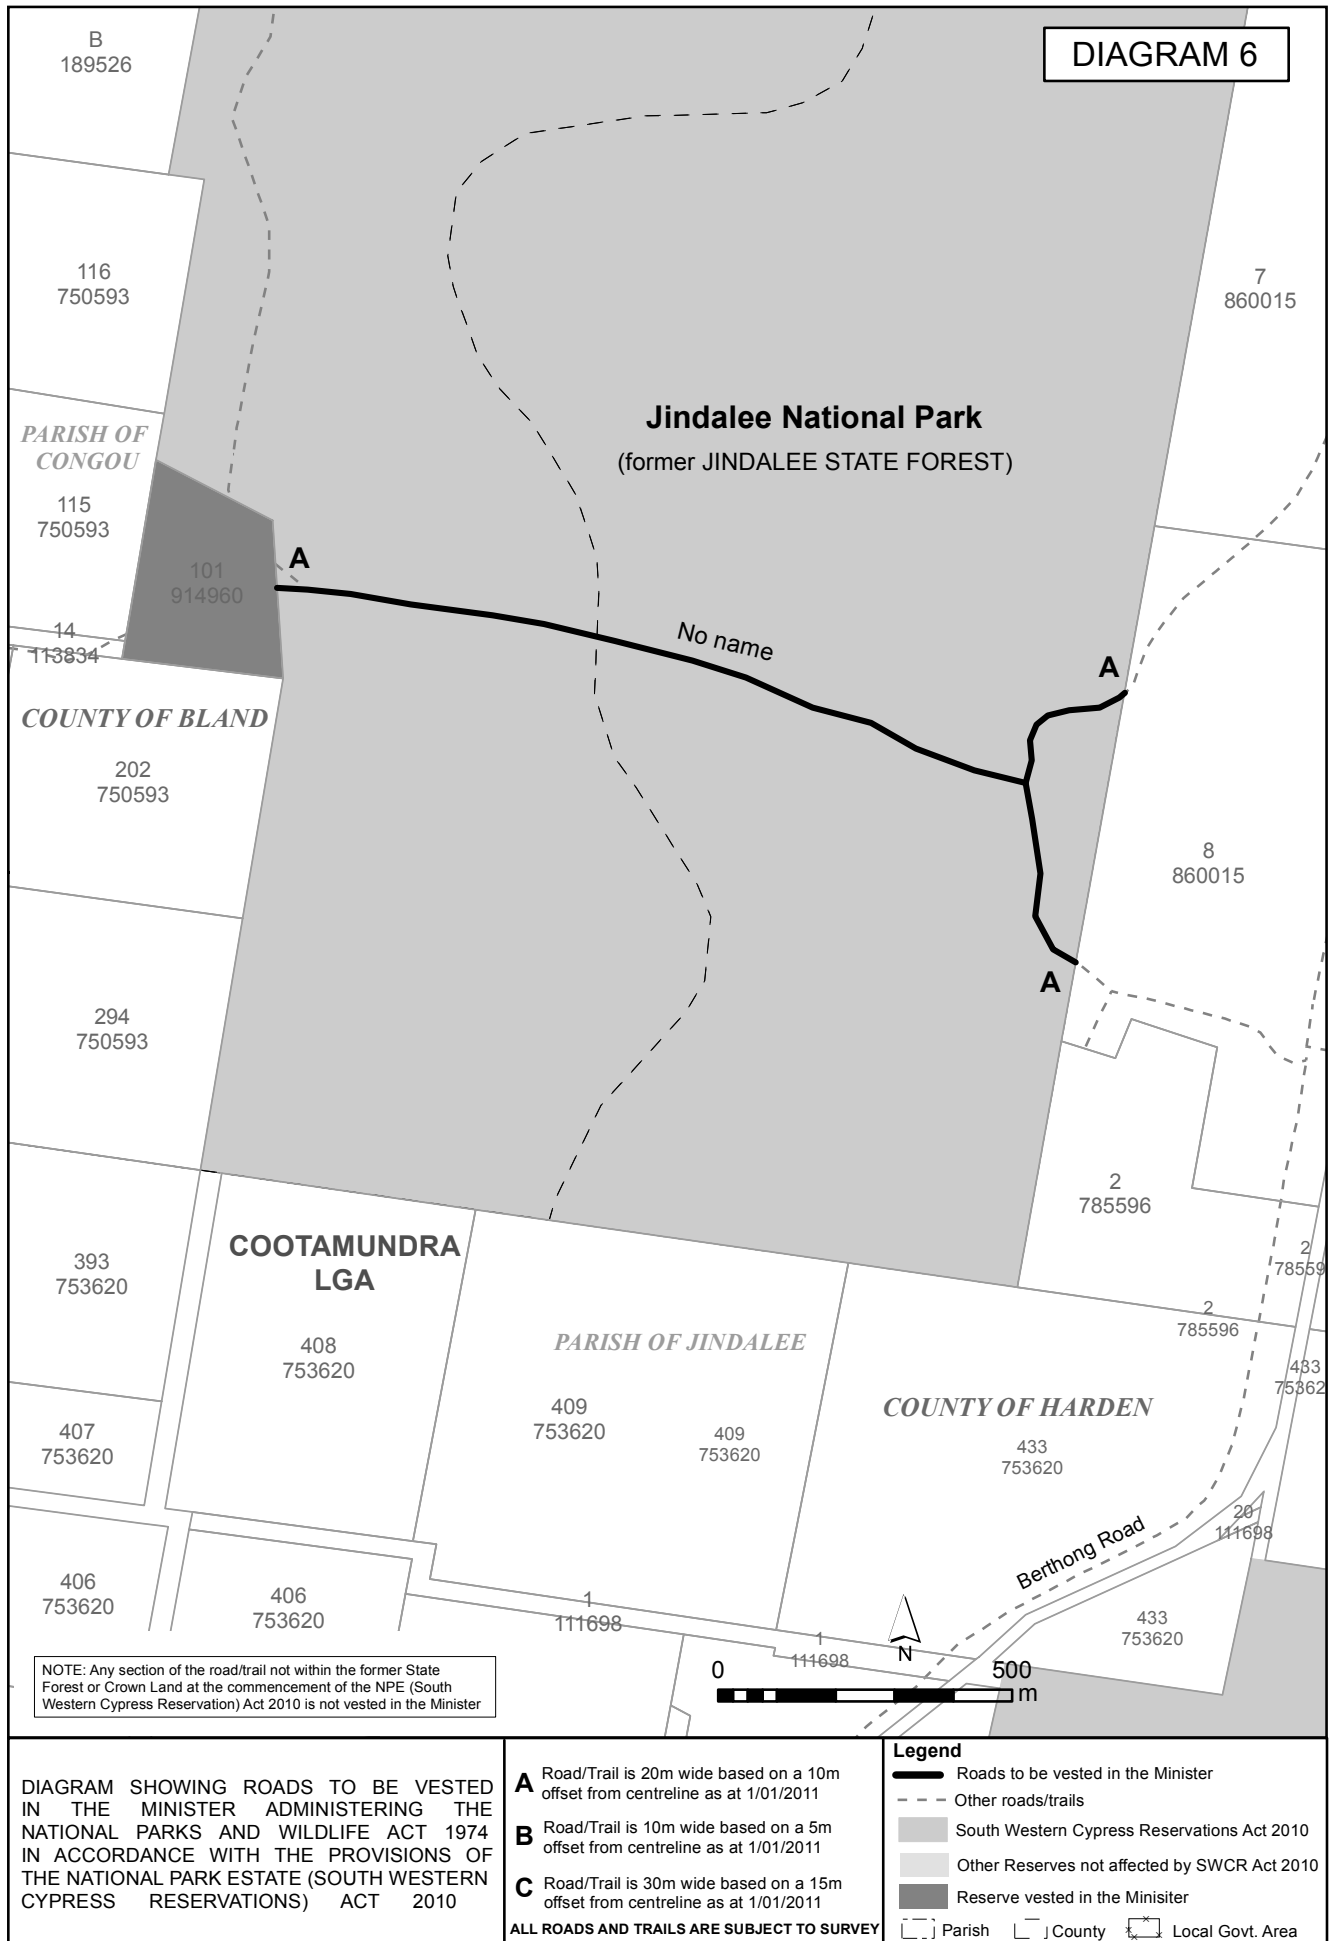 DIAGRAM 6
B
189526
116
750593
7
860015
Jindalee National Park
(former JINDALEE STATE FOREST)
PARISH OF
CONGOU
115
750593
A
101
914960
14
113834
No name
A
COUNTY OF BLAND
202
750593
8
860015
A
294
750593
2
785596
COOTAMUNDRA
LGA
393
753620
2
78559
2
785596
408
753620
PARISH OF JINDALEE
433
75362
409
753620
409
753620
COUNTY OF HARDEN
433
753620
407
753620
20
111698
Berthong Road
406
753620
406
753620
1
111698
1
111698
433
753620
N
0 500
m
NOTE: Any section of the road/trail not within the former State
Forest or Crown Land at the commencement of the NPE (South
Western Cypress Reservation) Act 2010 is not vested in the Minister
DIAGRAM SHOWING ROADS TO BE VESTED
IN THE MINISTER ADMINISTERING THE
NATIONAL PARKS AND WILDLIFE ACT 1974
IN ACCORDANCE WITH THE PROVISIONS OF
THE NATIONAL PARK ESTATE (SOUTH WESTERN
CYPRESS RESERVATIONS) ACT 2010
A Road/Trail is 20m wide based on a 10m
offset from centreline as at 1/01/2011
B Road/Trail is 10m wide based on a 5m
offset from centreline as at 1/01/2011
C Road/Trail is 30m wide based on a 15m
offset from centreline as at 1/01/2011
ALL ROADS AND TRAILS ARE SUBJECT TO SURVEY
Legend
Roads to be vested in the Minister
Other roads/trails
South Western Cypress Reservations Act 2010
Other Reserves not affected by SWCR Act 2010
Reserve vested in the Minisiter
Parish County Local Govt. Area